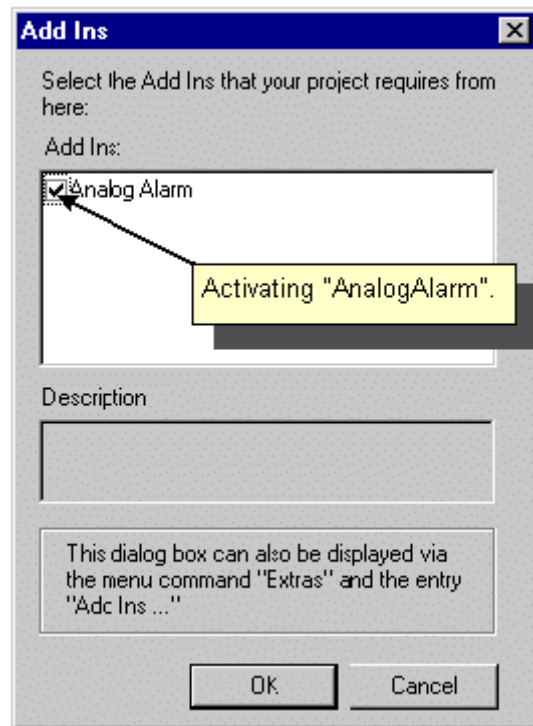 Add Ins
Select the Add Ins that your project requires from
here:
Add Ins:
Analog Alarm
Activating "AnalogAlarm".
Description
This dialog box can also be displayed via
the menu command "Extras" and the entry
"Add Ins ..."
OK
Cancel